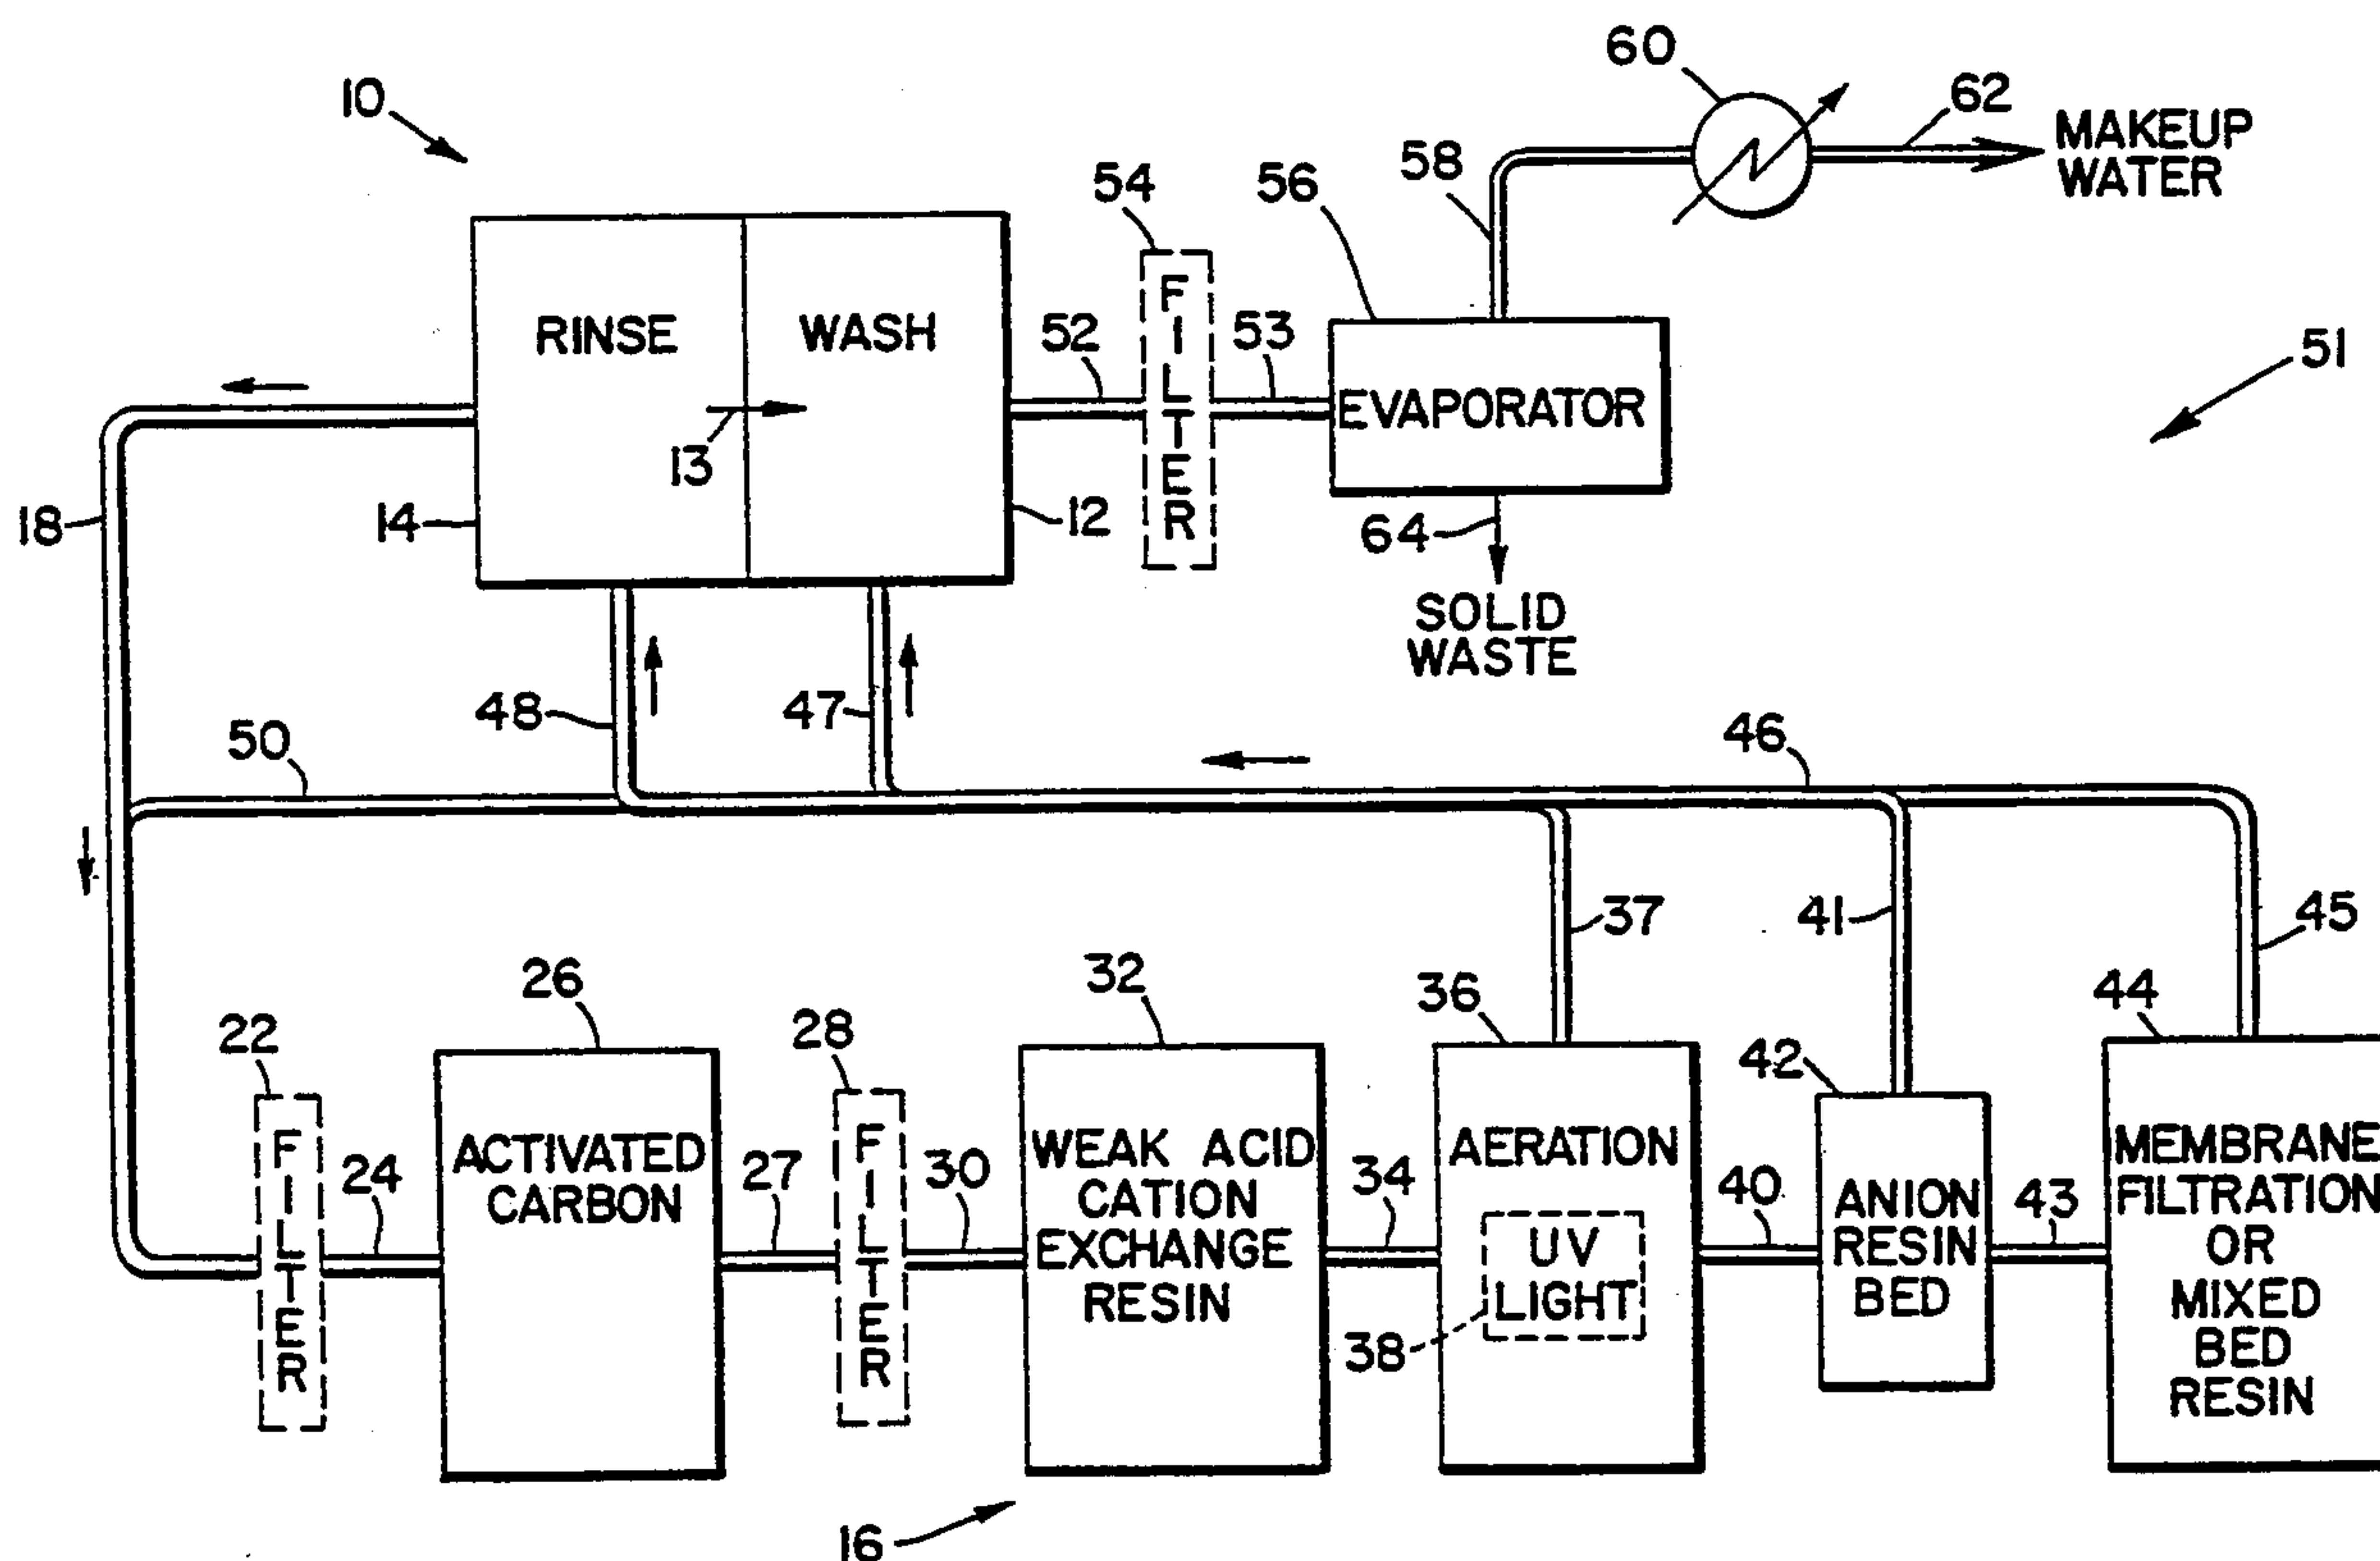 60
62
MAKEUP
WATER
10
54
56
58
51
RINSE
WASH
52
FILTER
53
EVAPORATOR
13
18
14
12
64
SOLID
WASTE
48
47
50
46
37
41
45
22
26
28
32
36
42
44
FILTER
24
ACTIVATED
CARBON
27
FILTER
30
WEAK ACID
CATION
EXCHANGE
RESIN
34
AERATION
UV
LIGHT
38
40
ANION
RESIN
BED
43
MEMBRANE
FILTRATION
OR
MIXED
BED
RESIN
16